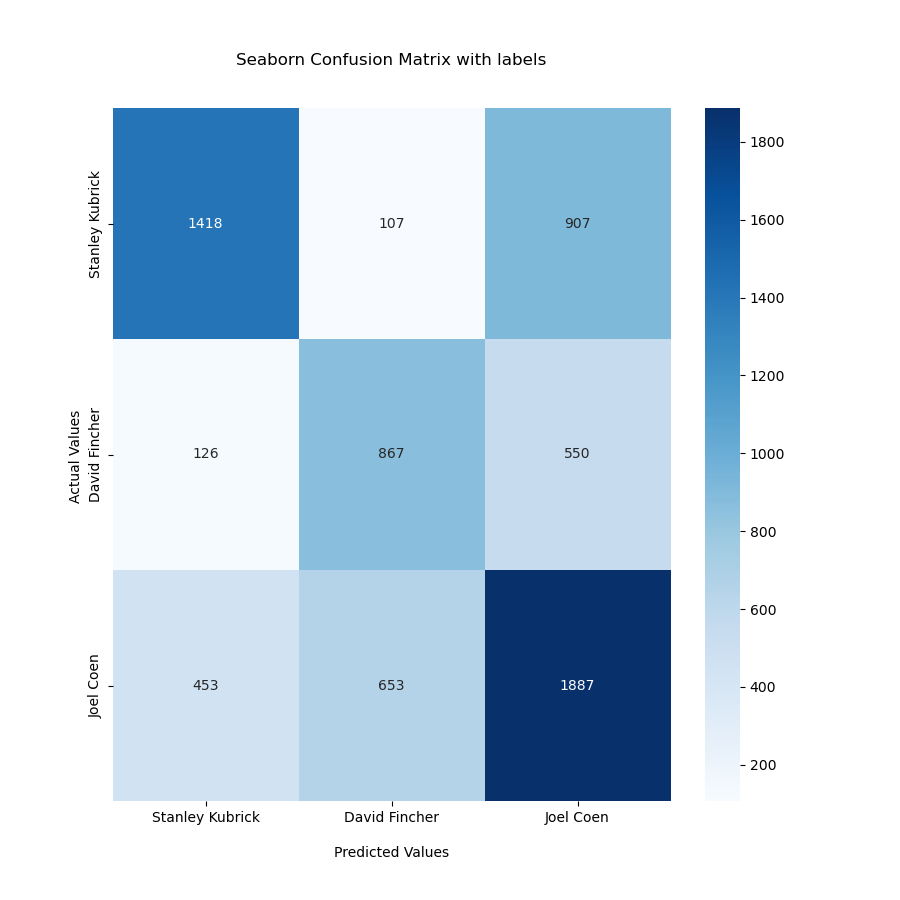 Seaborn Confusion Matrix with labels
Actual Values
Stanley Kubrick
1418
107
907
David Fincher
126
867
550
Joel Coen
453
653
1887
Stanley Kubrick
David Fincher
Joel Coen
Predicted Values
1800
1600
1400
1200
1000
800
600
400
200